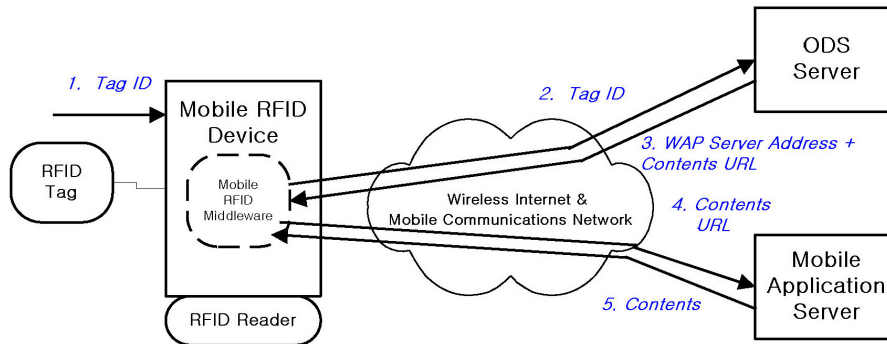 1. Tag ID
Mobile RFID
Device
RFID
Tag
Mobile
RFID
Middleware
RFID Reader
2. Tag ID
3. WAP Server Address +
Contents URL
Wireless Internet &
Mobile Communications Network
4. Contents
URL
5. Contents
ODS
Server
Mobile
Application
Server